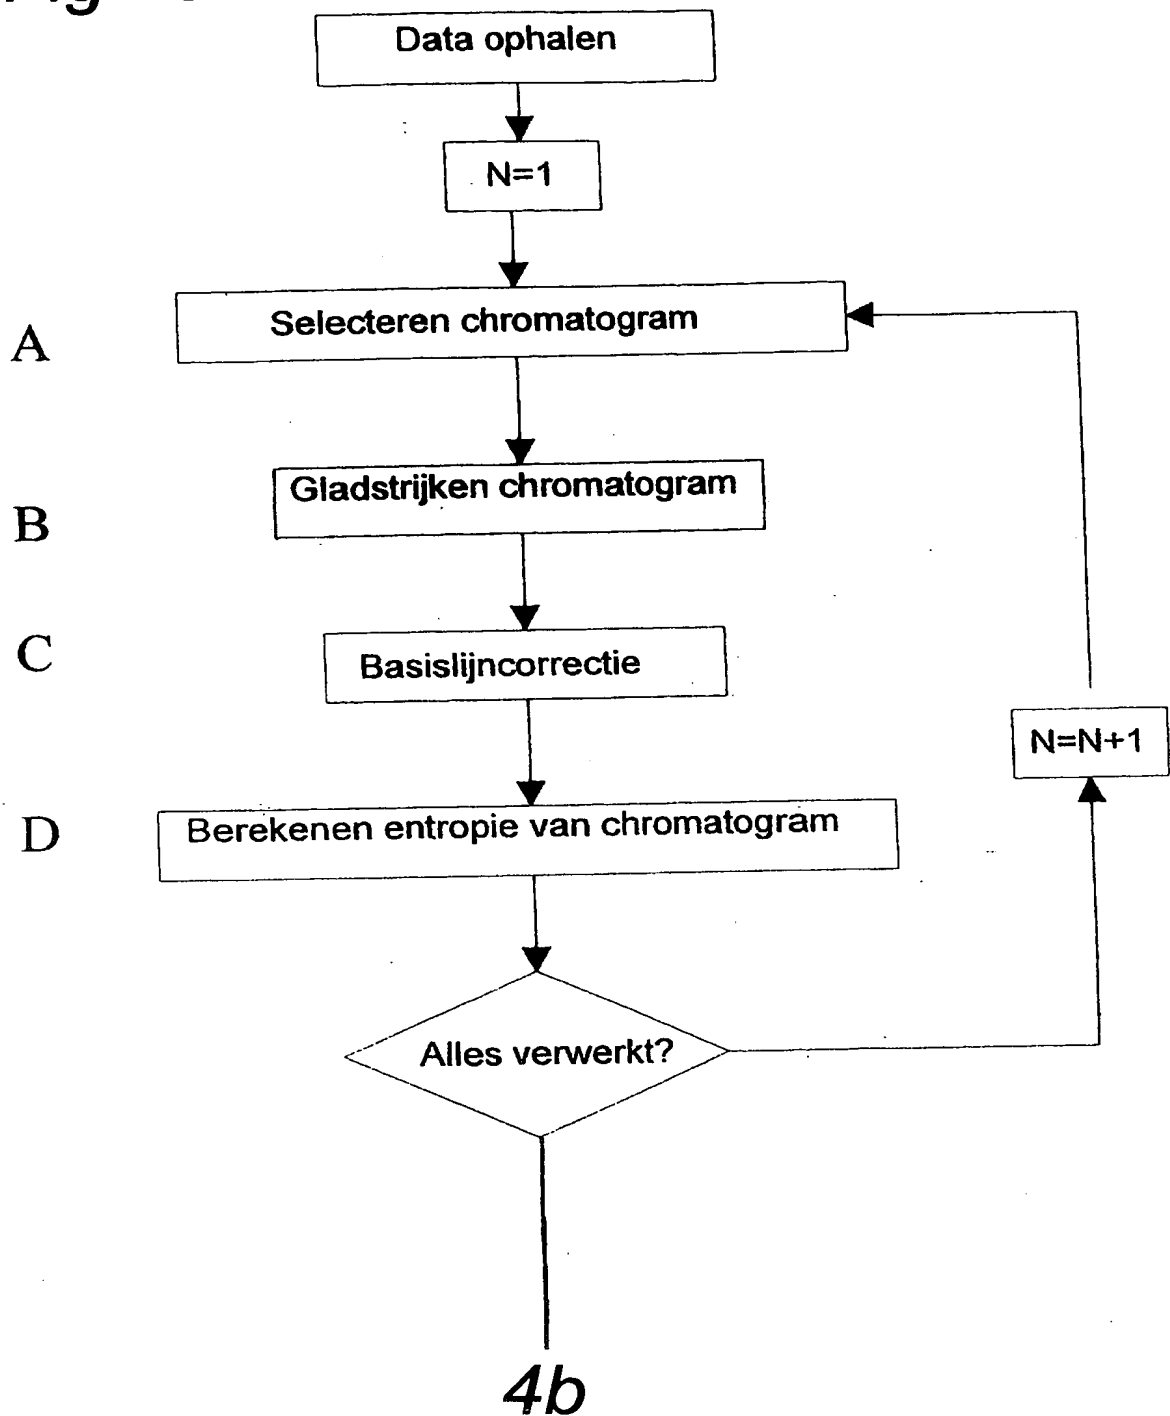 Data ophalen
N=1
A
Selecteren chromatogram
B
Gladstrijken chromatogram
C
Basislijncorrectie
N=N+1
D
Berekenen entropie van chromatogram
Alles verwerkt?
4b